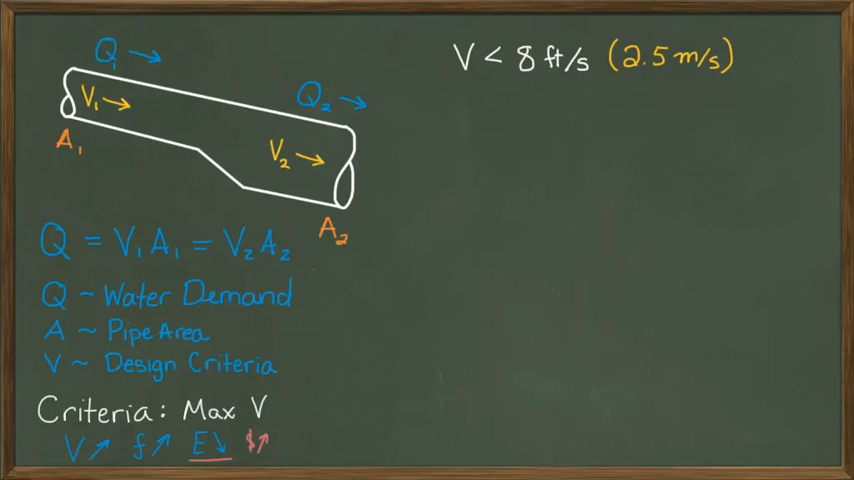 Q₁ →
V₁ →
A₁
Q₂ →
V₂ →
A₂
Q = V₁A₁ = V₂A₂
Q ~ Water Demand
A ~ Pipe Area
V ~ Design Criteria
Criteria: Max V
V↗ f↗ E↘ $↗
V < 8 ft/s (2.5 m/s)